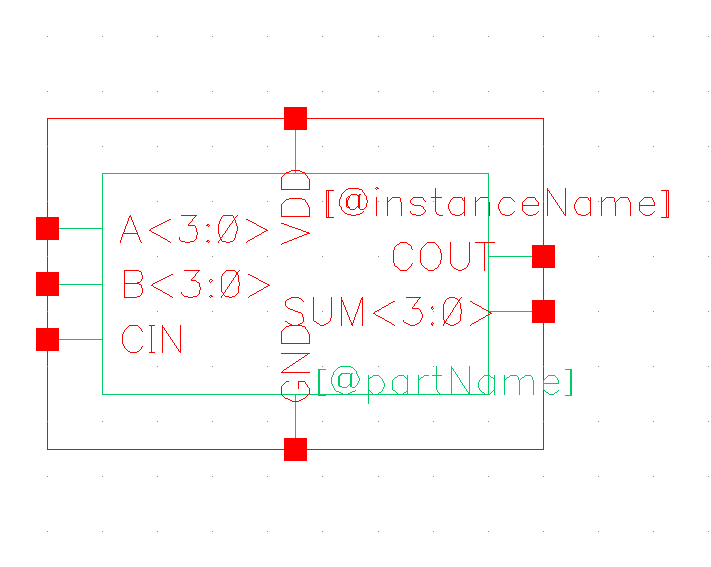 VDD
[@instanceName]
A<3:0>
COUT
B<3:0>
SUM<3:0>
CIN
GND
[@partName]